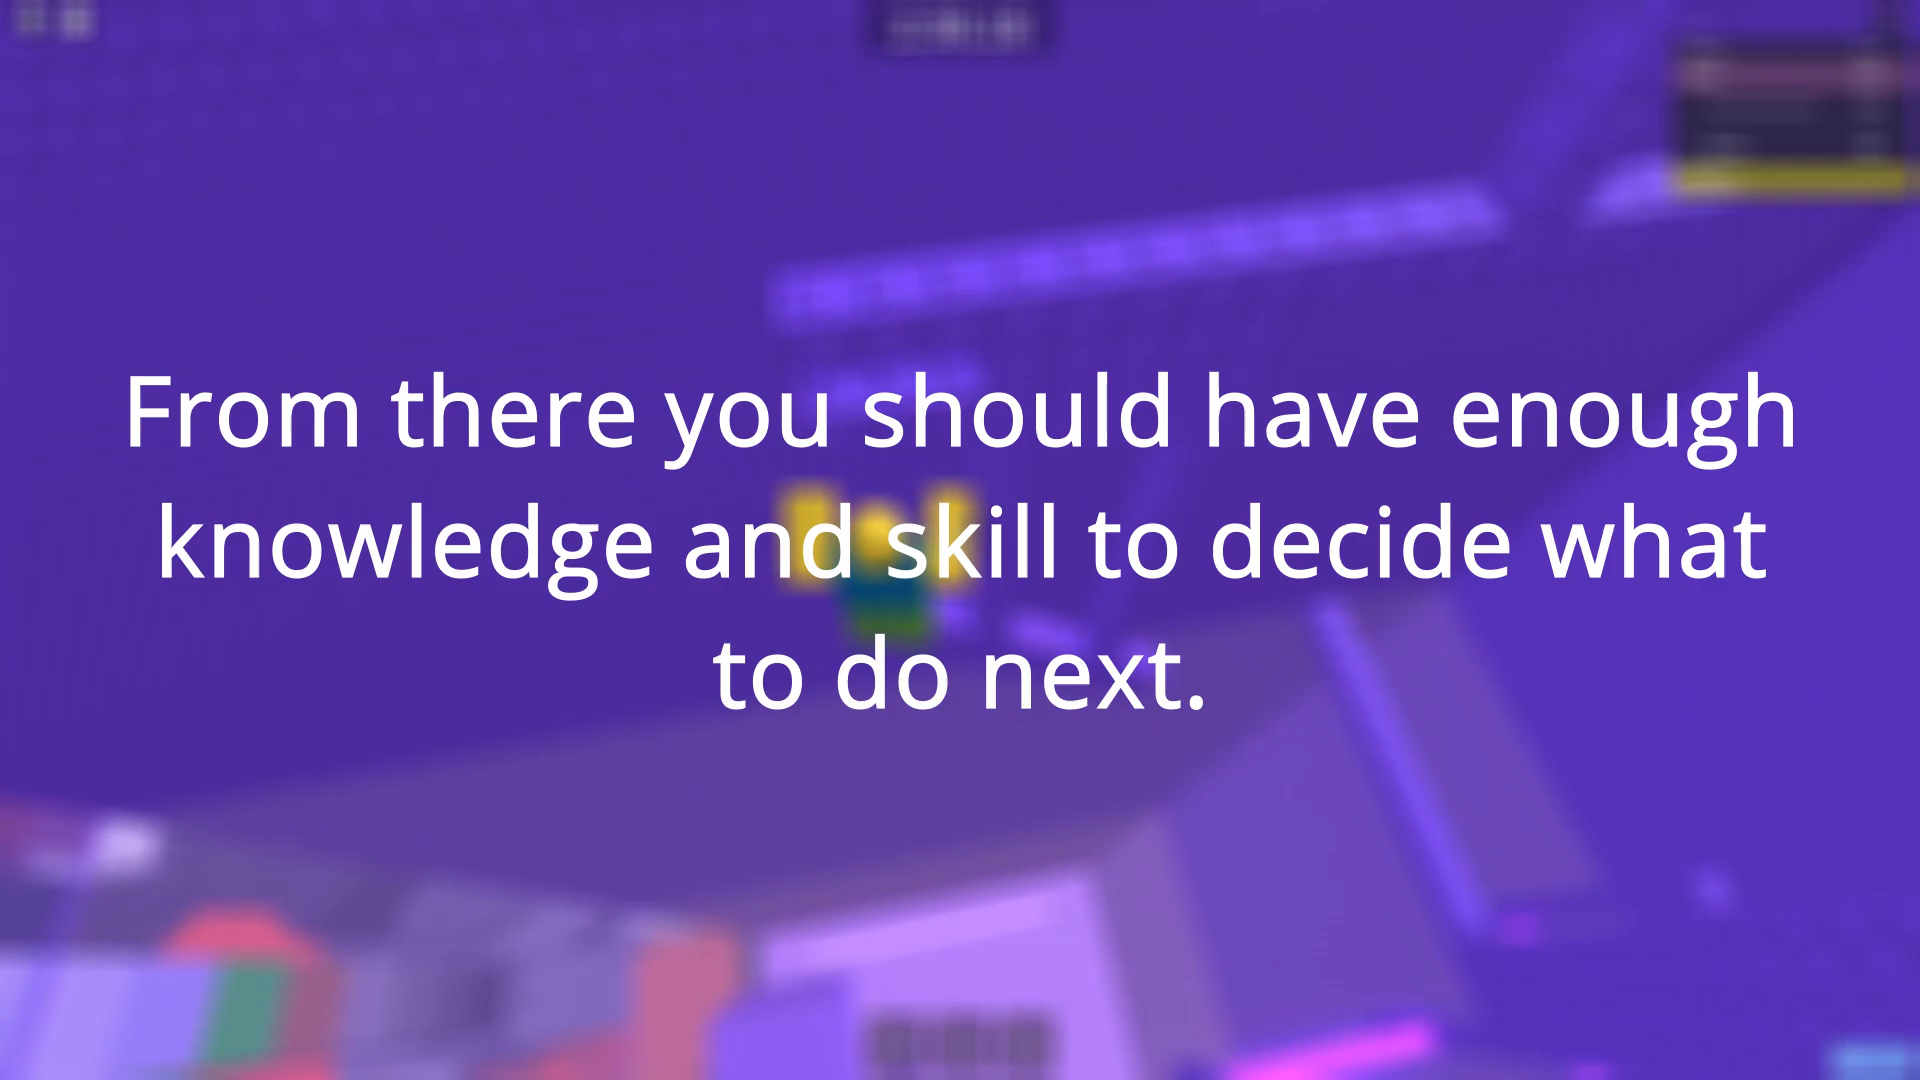 From there you should have enough
knowledge and skill to decide what
to do next.